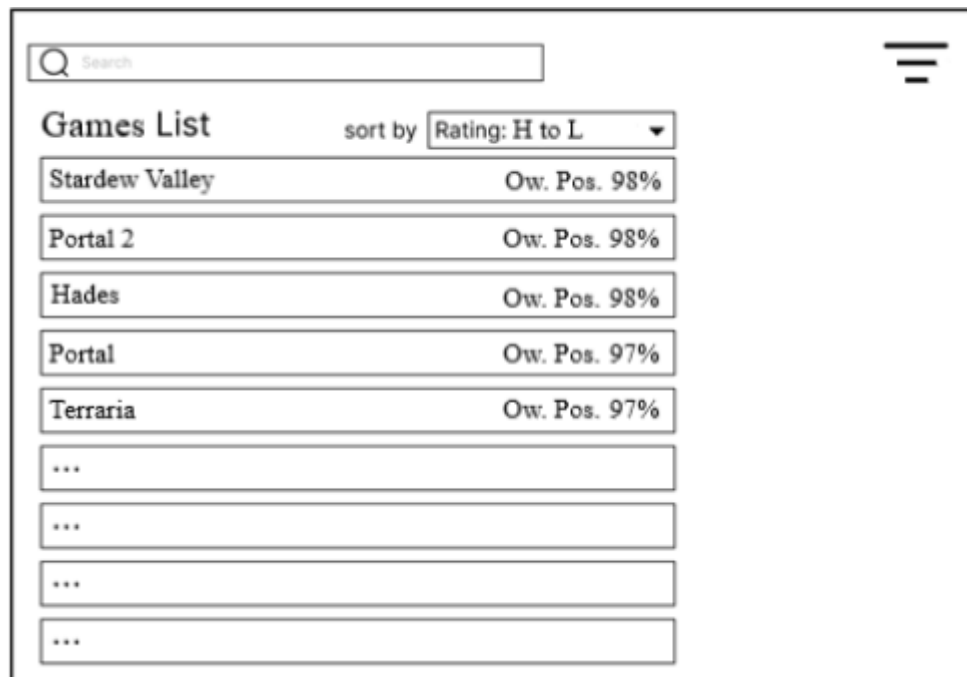 Search
Games List sort by Rating: H to L
Stardew Valley Ow. Pos. 98%
Portal 2 Ow. Pos. 98%
Hades Ow. Pos. 98%
Portal Ow. Pos. 97%
Terraria Ow. Pos. 97%
...
...
...
...